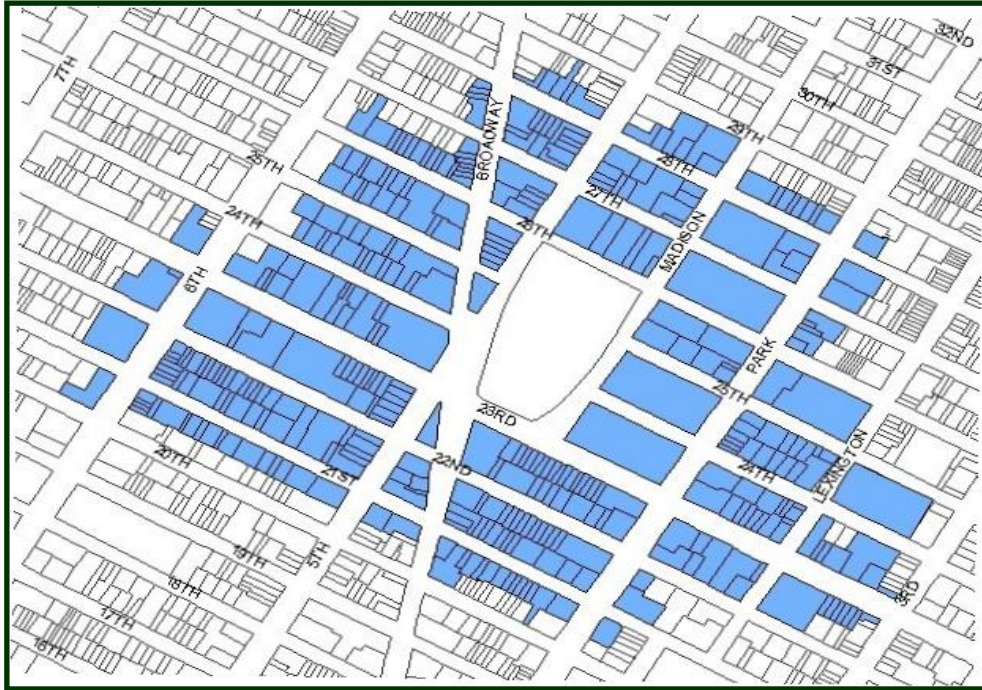 32ND
31ST
7TH
30TH
29TH
BROADWAY
25TH
28TH
27TH
24TH
26TH
MADISON
6TH
PARK
25TH
23RD
LEXINGTON
20TH
22ND
24TH
21ST
19TH
5TH
18TH
3RD
17TH
16TH